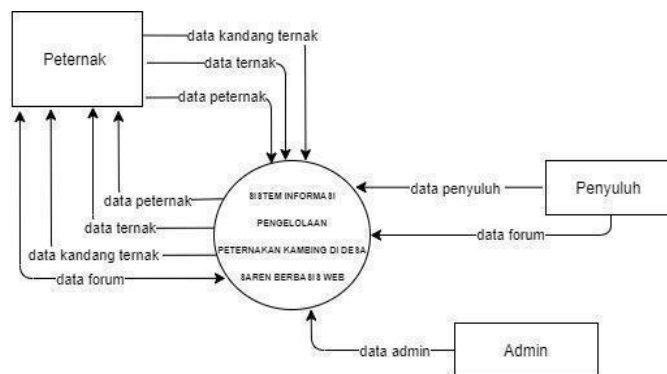 data kandang ternak
Peternak
data ternak
data peternak
SISTEM INFORMASI
PENGELOLAAN
PETERNAKAN KAMBING DI DESA
SAREN BERBASIS WEB
data peternak
data ternak
data kandang ternak
data forum
data penyuluh
Penyuluh
data forum
data admin
Admin